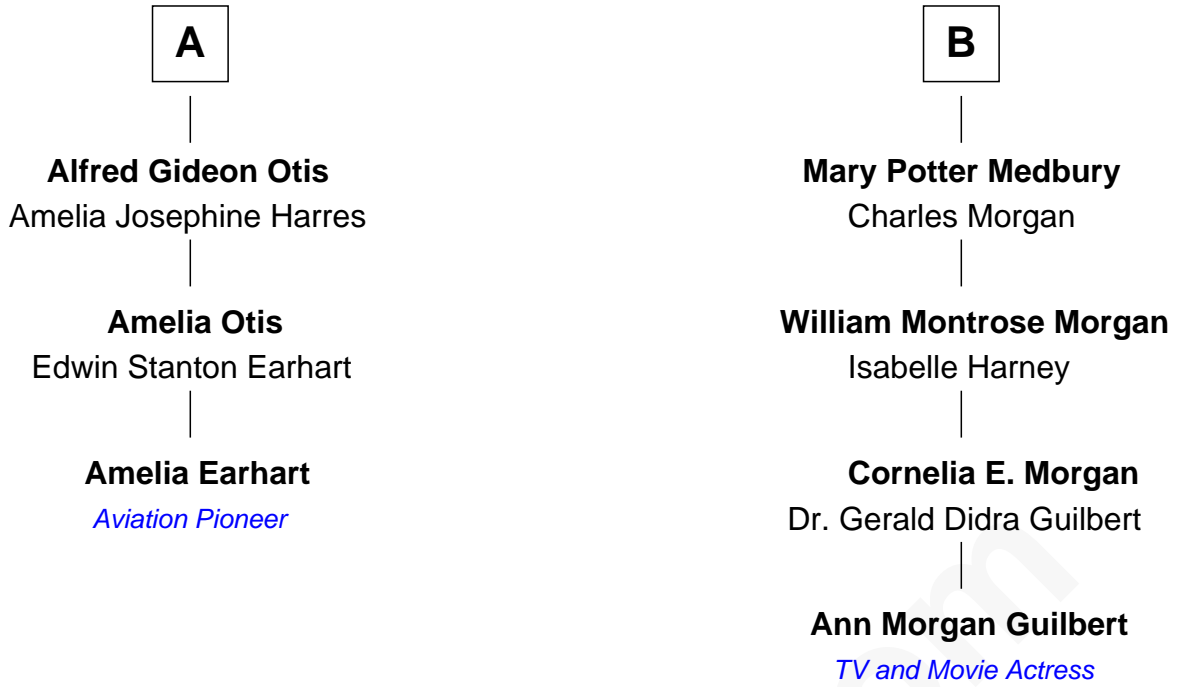 A
Alfred Gideon Otis
Amelia Josephine Harres
Amelia Otis
Edwin Stanton Earhart
Amelia Earhart
Aviation Pioneer
B
Mary Potter Medbury
Charles Morgan
William Montrose Morgan
Isabelle Harney
Cornelia E. Morgan
Dr. Gerald Didra Guilbert
Ann Morgan Guilbert
TV and Movie Actress